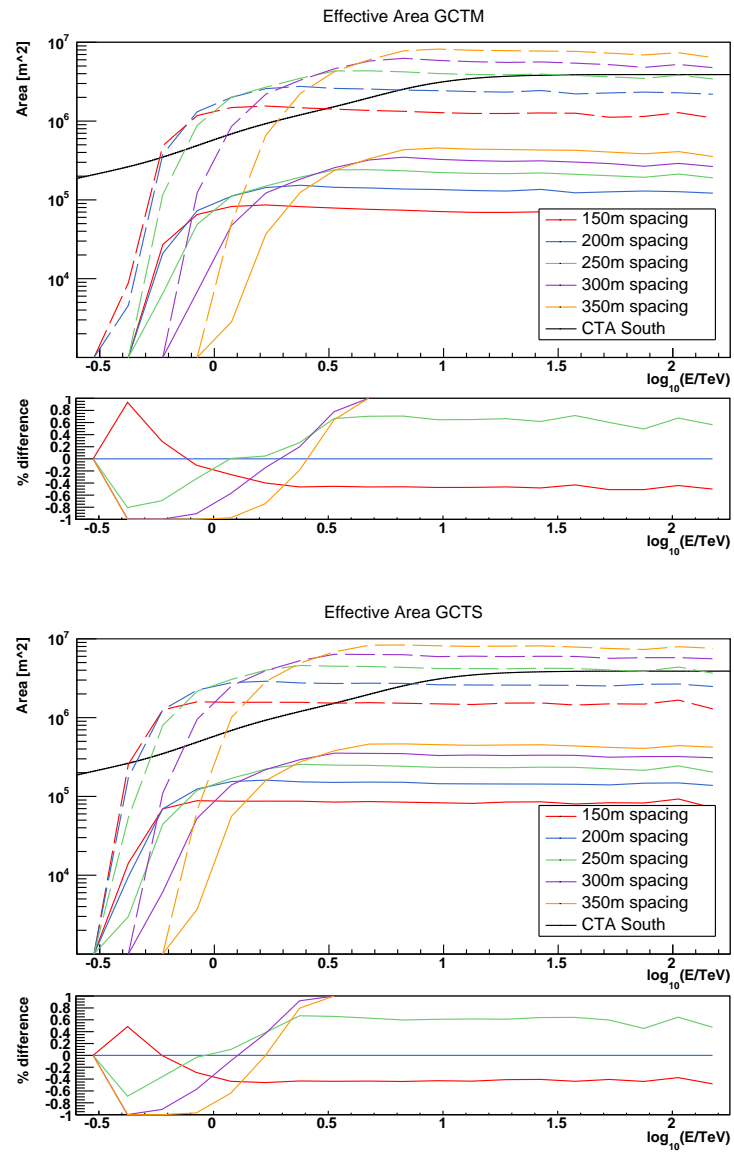 Effective Area GCTM
Area [m^2]
10^7
10^6
10^5
10^4
150m spacing
200m spacing
250m spacing
300m spacing
350m spacing
CTA South
-0.5 0 0.5 1 1.5 2
log_10(E/TeV)
% difference
1
0.8
0.6
0.4
0.2
0
-0.2
-0.4
-0.6
-0.8
-1
-0.5 0 0.5 1 1.5 2
log_10(E/TeV)
Effective Area GCTS
Area [m^2]
10^7
10^6
10^5
10^4
150m spacing
200m spacing
250m spacing
300m spacing
350m spacing
CTA South
-0.5 0 0.5 1 1.5 2
log_10(E/TeV)
% difference
1
0.8
0.6
0.4
0.2
0
-0.2
-0.4
-0.6
-0.8
-1
-0.5 0 0.5 1 1.5 2
log_10(E/TeV)